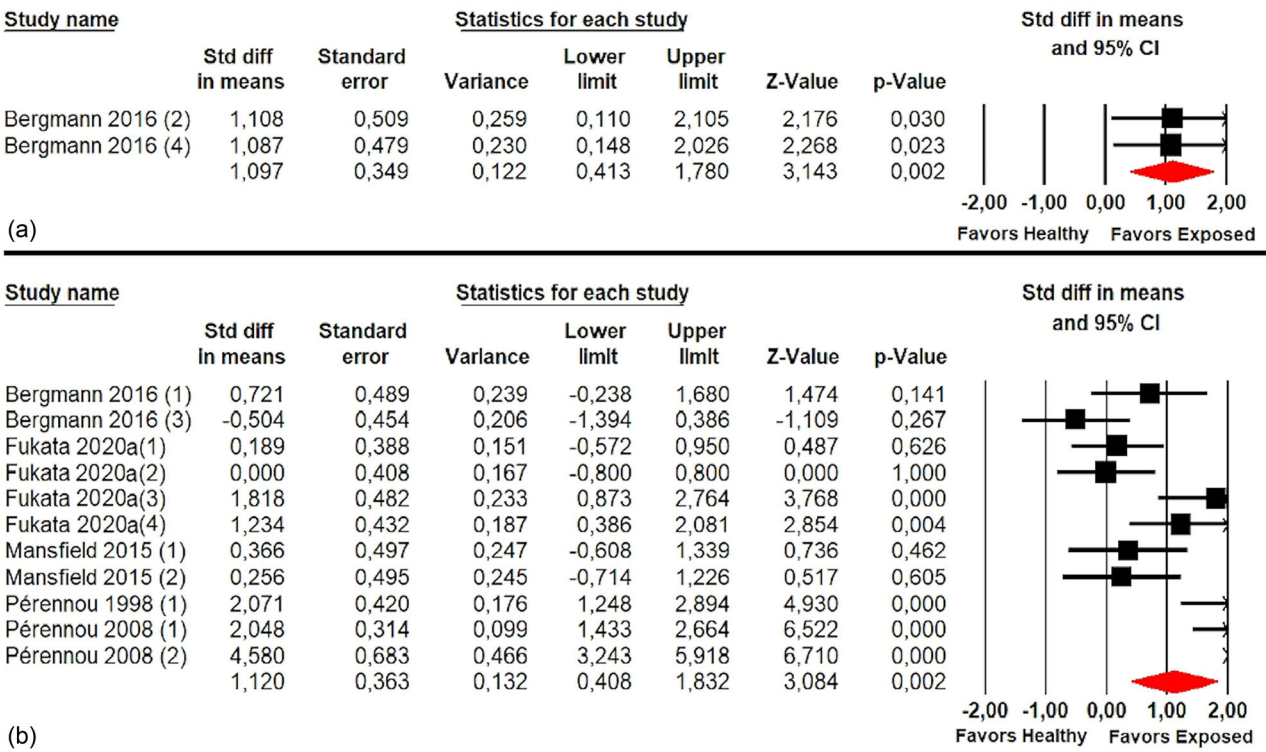 Study name Statistics for each study Std diff in means
and 95% CI
Std diff Standard Lower Upper
in means error Variance limit limit Z-Value p-Value
Bergmann 2016 (2) 1,108 0,509 0,259 0,110 2,105 2,176 0,030
Bergmann 2016 (4) 1,087 0,479 0,230 0,148 2,026 2,268 0,023
1,097 0,349 0,122 0,413 1,780 3,143 0,002
-2,00 -1,00 0,00 1,00 2,00
(a) Favors Healthy Favors Exposed
Study name Statistics for each study Std diff in means
and 95% CI
Std diff Standard Lower Upper
in means error Variance limit limit Z-Value p-Value
Bergmann 2016 (1) 0,721 0,489 0,239 -0,238 1,680 1,474 0,141
Bergmann 2016 (3) -0,504 0,454 0,206 -1,394 0,386 -1,109 0,267
Fukata 2020a(1) 0,189 0,388 0,151 -0,572 0,950 0,487 0,626
Fukata 2020a(2) 0,000 0,408 0,167 -0,800 0,800 0,000 1,000
Fukata 2020a(3) 1,818 0,482 0,233 0,873 2,764 3,768 0,000
Fukata 2020a(4) 1,234 0,432 0,187 0,386 2,081 2,854 0,004
Mansfield 2015 (1) 0,366 0,497 0,247 -0,608 1,339 0,736 0,462
Mansfield 2015 (2) 0,256 0,495 0,245 -0,714 1,226 0,517 0,605
Pérennou 1998 (1) 2,071 0,420 0,176 1,248 2,894 4,930 0,000
Pérennou 2008 (1) 2,048 0,314 0,099 1,433 2,664 6,522 0,000
Pérennou 2008 (2) 4,580 0,683 0,466 3,243 5,918 6,710 0,000
1,120 0,363 0,132 0,408 1,832 3,084 0,002
-2,00 -1,00 0,00 1,00 2,00
(b) Favors Healthy Favors Exposed